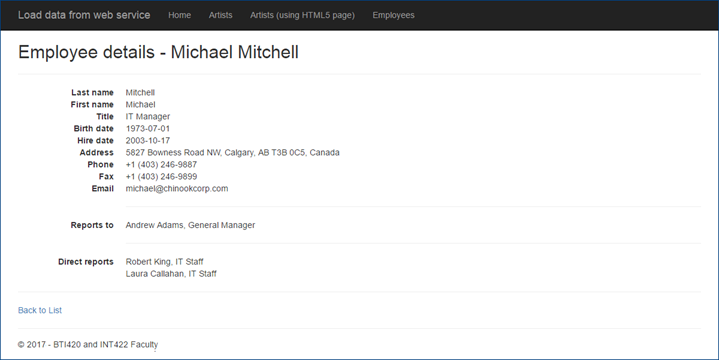 Load data from web service Home Artists Artists (using HTML5 page) Employees
Employee details - Michael Mitchell
Last name Mitchell
First name Michael
Title IT Manager
Birth date 1973-07-01
Hire date 2003-10-17
Address 5827 Bowness Road NW, Calgary, AB T3B 0C5, Canada
Phone +1 (403) 246-9887
Fax +1 (403) 246-9899
Email michael@chinookcorp.com
Reports to Andrew Adams, General Manager
Direct reports Robert King, IT Staff
Laura Callahan, IT Staff
Back to List
© 2017 - BTI420 and INT422 Faculty